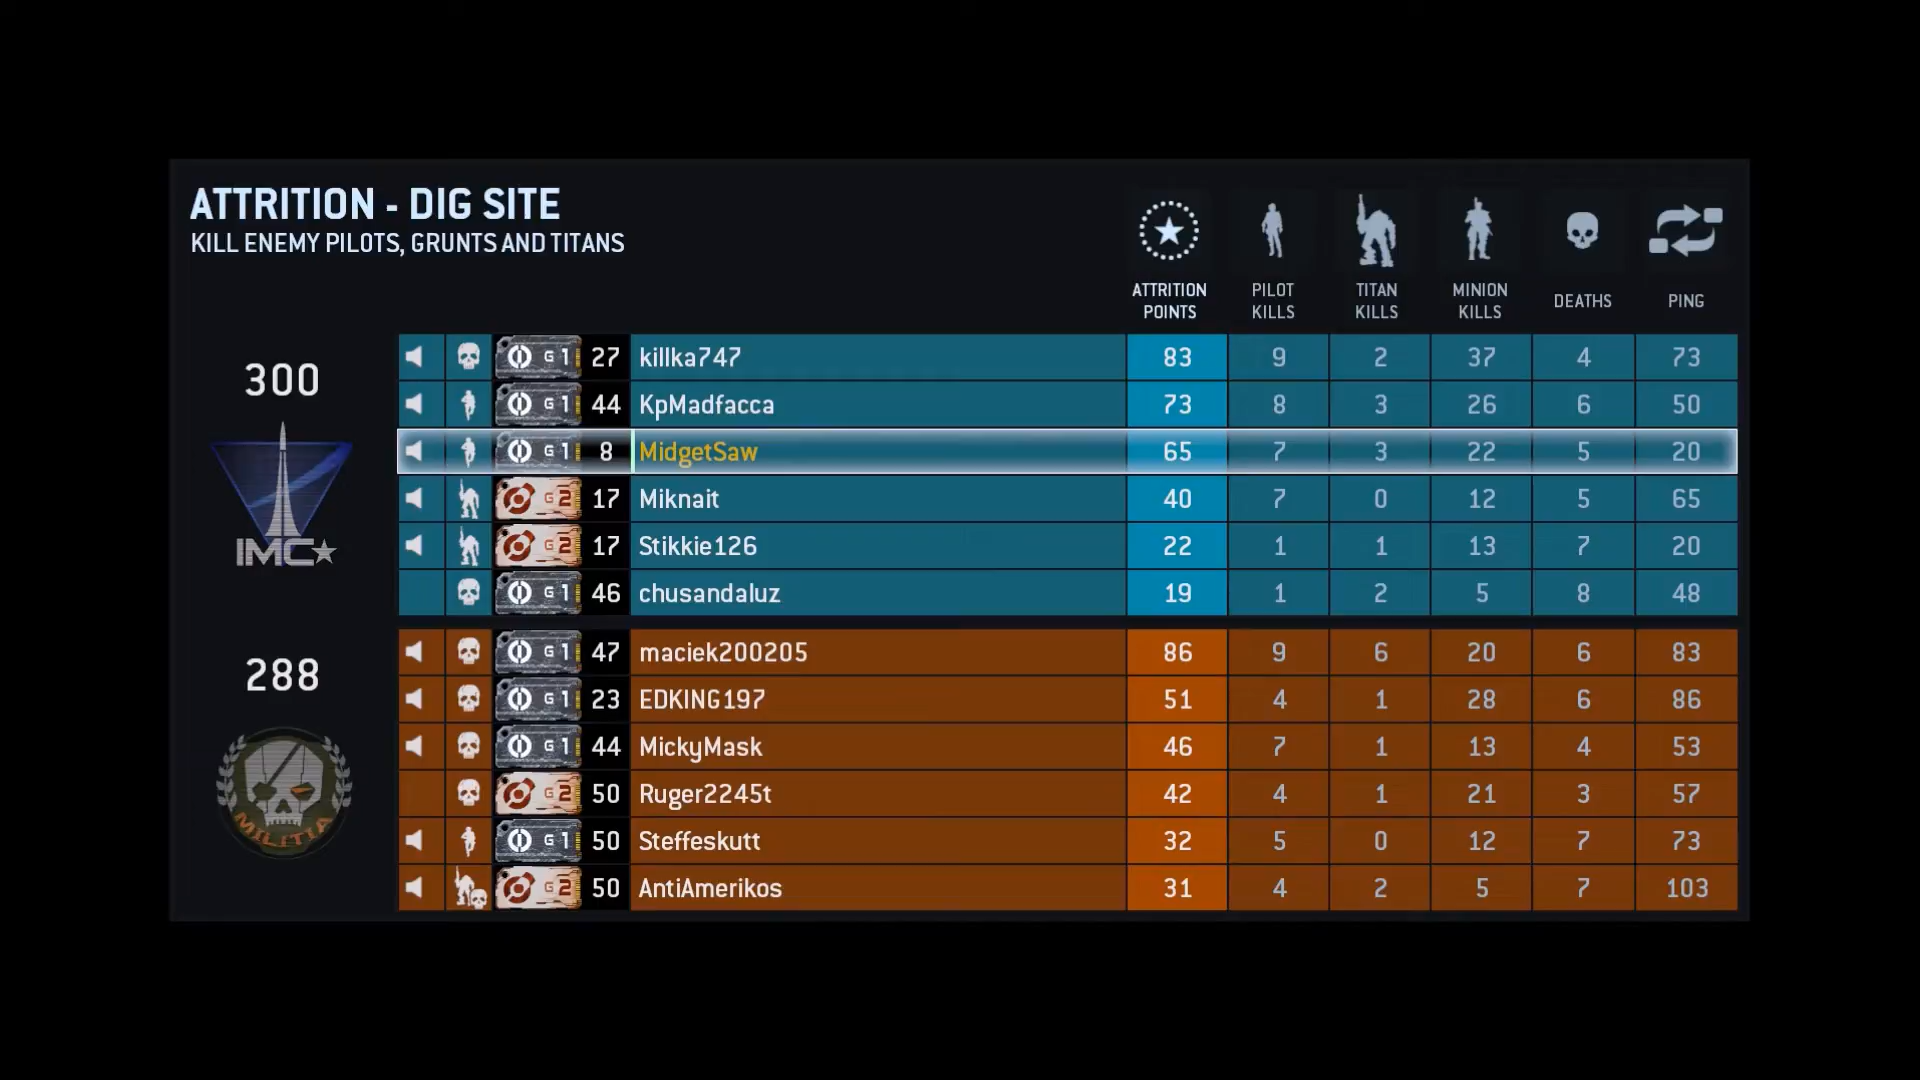 ATTRITION - DIG SITE
KILL ENEMY PILOTS, GRUNTS AND TITANS
ATTRITION POINTS PILOT KILLS TITAN KILLS MINION KILLS DEATHS PING
300
IMC
G1 27 killka747 83 9 2 37 4 73
G1 44 KpMadfacca 73 8 3 26 6 50
G1 8 MidgetSaw 65 7 3 22 5 20
G2 17 Miknait 40 7 0 12 5 65
G2 17 Stikkie126 22 1 1 13 7 20
G1 46 chusandaluz 19 1 2 5 8 48
288
MILITIA
G1 47 maciek200205 86 9 6 20 6 83
G1 23 EDKING197 51 4 1 28 6 86
G1 44 MickyMask 46 7 1 13 4 53
G2 50 Ruger2245t 42 4 1 21 3 57
G1 50 Steffeskutt 32 5 0 12 7 73
G2 50 AntiAmerikos 31 4 2 5 7 103